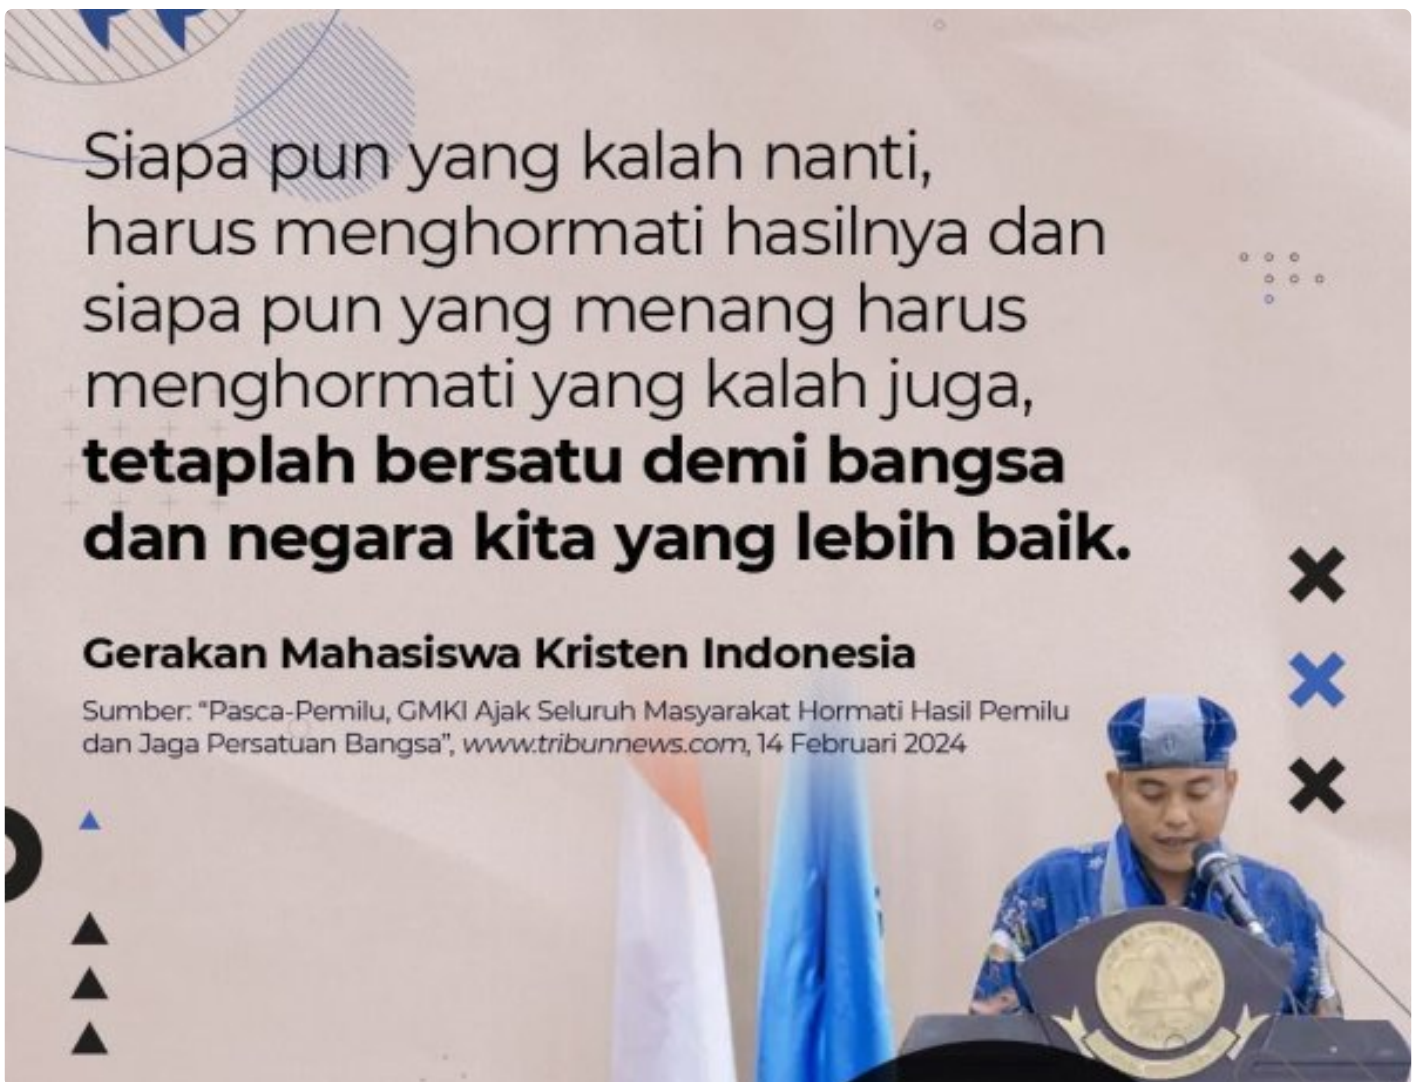 Siapa pun yang kalah nanti,
harus menghormati hasilnya dan
siapa pun yang menang harus
menghormati yang kalah juga,
tetaplah bersatu demi bangsa
dan negara kita yang lebih baik.
Gerakan Mahasiswa Kristen Indonesia
Sumber: “Pasca-Pemilu, GMKI Ajak Seluruh Masyarakat Hormati Hasil Pemilu
dan Jaga Persatuan Bangsa”, www.tribunnews.com, 14 Februari 2024